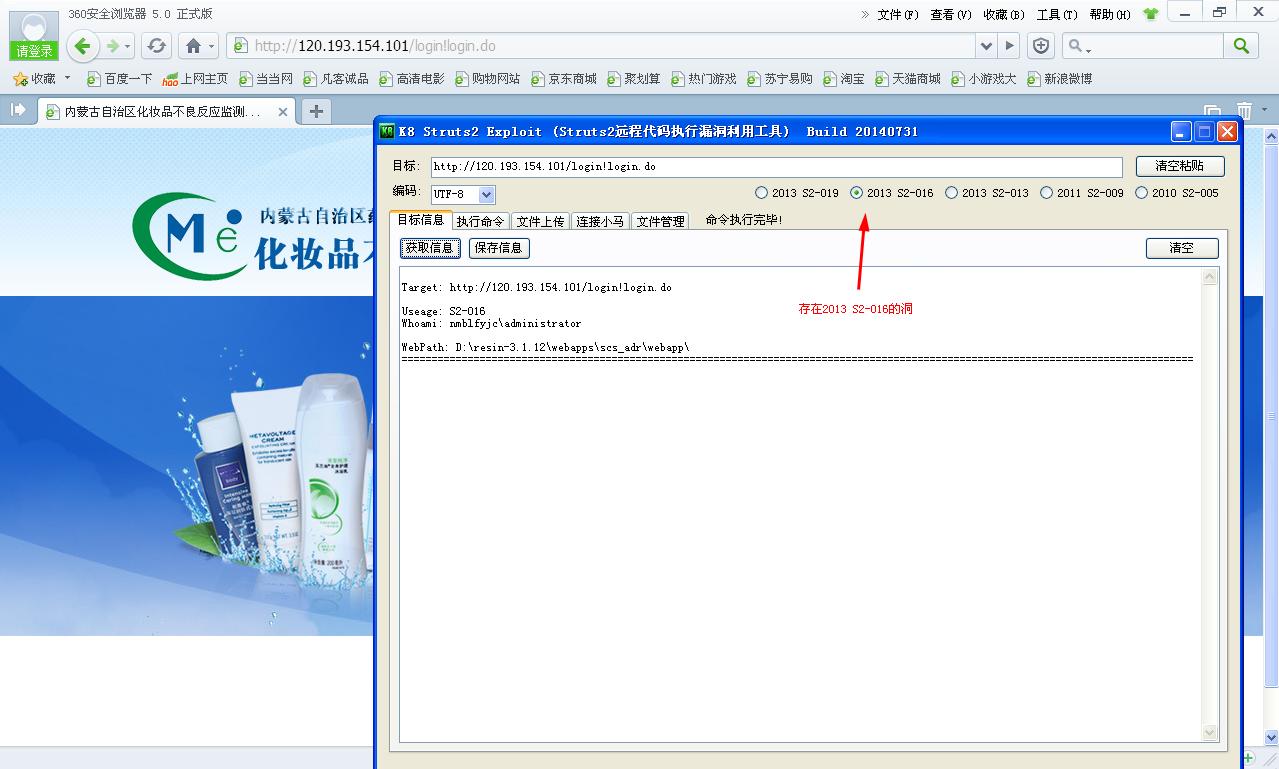 360安全浏览器 5.0 正式版
» 文件(F) 查看(V) 收藏(B) 工具(T) 帮助(H)
请登录
http://120.193.154.101/login!login.do
收藏 百度一下 hao 上网主页 当当网 凡客诚品 高清电影 购物网站 京东商城 聚划算 热门游戏 苏宁易购 淘宝 天猫商城 小游戏大 新浪微博
内蒙古自治区化妆品不良反应监测...
K8 Struts2 Exploit (Struts2远程代码执行漏洞利用工具) Build 20140731
目标: http://120.193.154.101/login!login.do 清空粘贴
编码: UTF-8 2013 S2-019 2013 S2-016 2013 S2-013 2011 S2-009 2010 S2-005
目标信息 执行命令 文件上传 连接小马 文件管理 命令执行完毕!
获取信息 保存信息 清空
Target: http://120.193.154.101/login!login.do
Useage: S2-016
Whoami: nmblfyjc\administrator
WebPath: D:\resin-3.1.12\webapps\scs_adr\webapp\
================================================================
存在2013 S2-016的洞
Me
内蒙古自治区药
化妆品不
METAVOLTAGE
CREAM
body
Intensive
Caring
200毫升